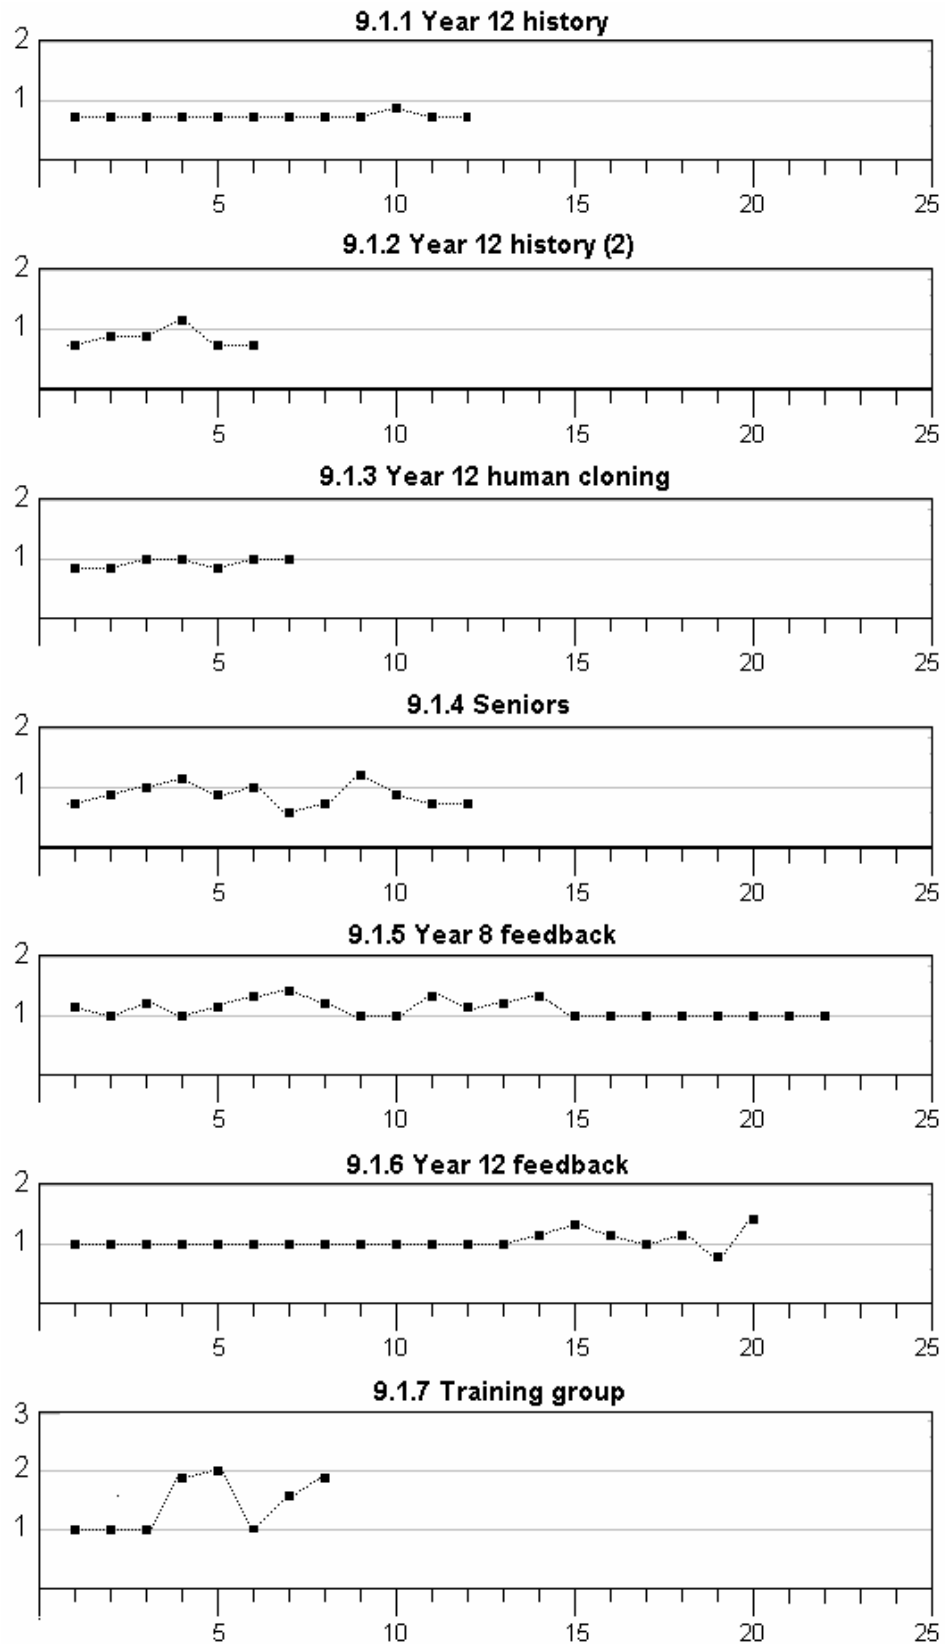 9.1.1 Year 12 history
2
1
5 10 15 20 25
9.1.2 Year 12 history (2)
2
1
5 10 15 20 25
9.1.3 Year 12 human cloning
2
1
5 10 15 20 25
9.1.4 Seniors
2
1
5 10 15 20 25
9.1.5 Year 8 feedback
2
1
5 10 15 20 25
9.1.6 Year 12 feedback
2
1
5 10 15 20 25
9.1.7 Training group
3
2
1
5 10 15 20 25